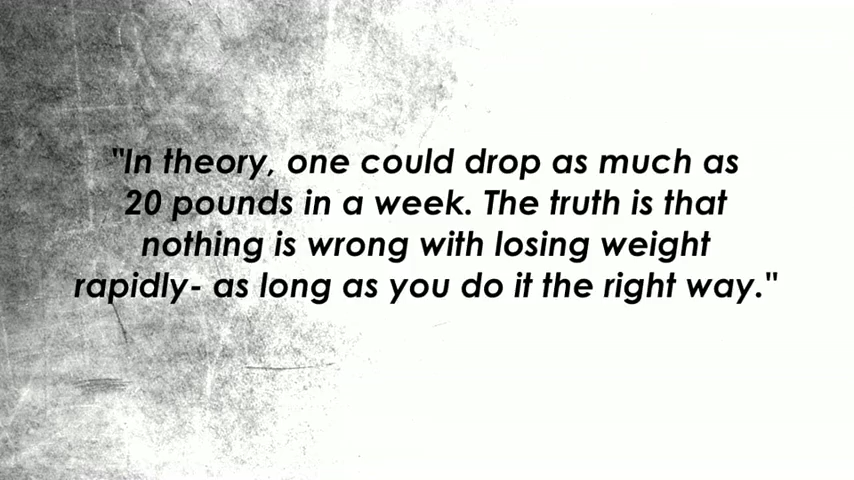 "In theory, one could drop as much as
20 pounds in a week. The truth is that
nothing is wrong with losing weight
rapidly- as long as you do it the right way."